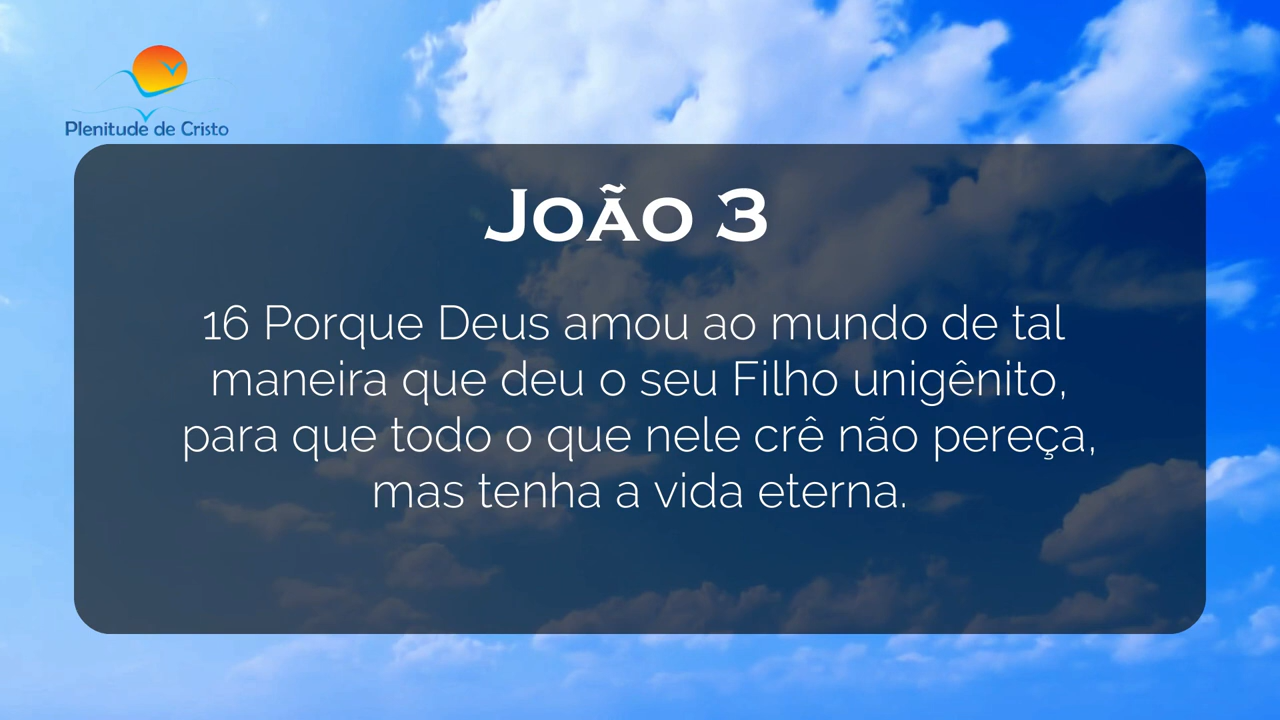 Plenitude de Cristo
João 3
16 Porque Deus amou ao mundo de tal
maneira que deu o seu Filho unigênito,
para que todo o que nele crê não pereça,
mas tenha a vida eterna.